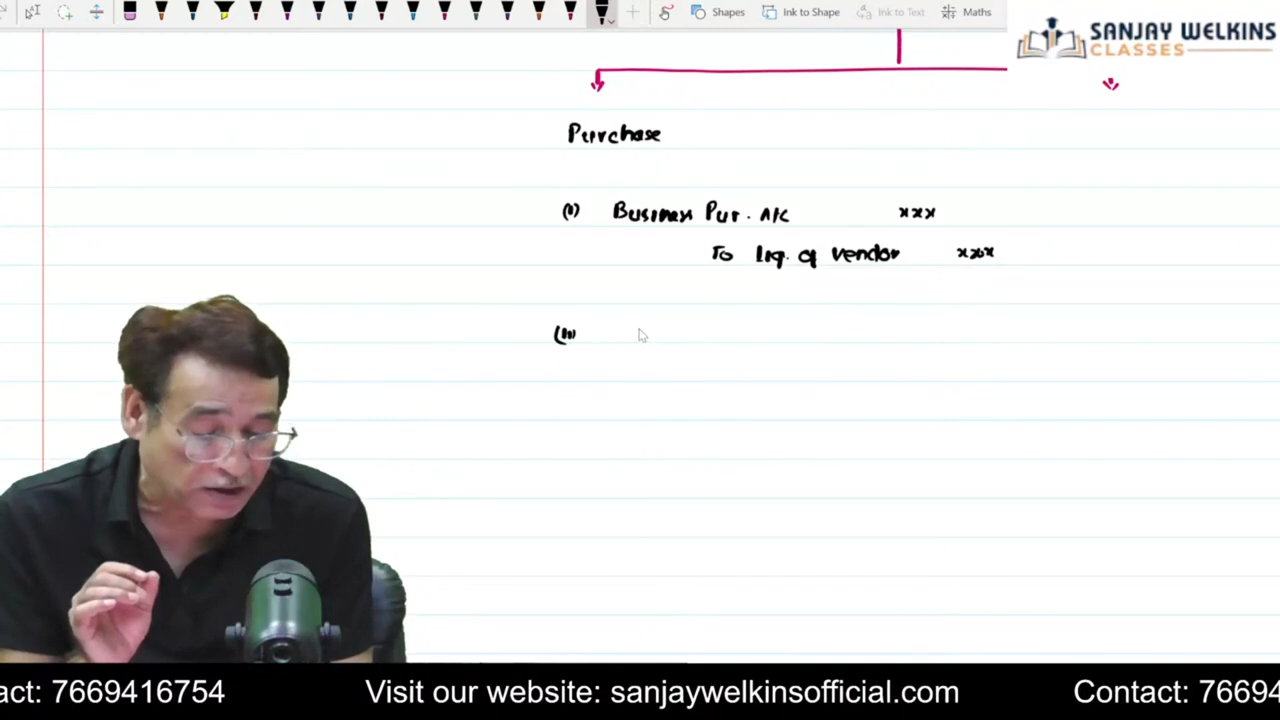 Shapes
Ink to Shape
Ink to Text
Maths
SANJAY WELKINS
CLASSES
Purchase
(i) Business Pur. A/c xxx
To Liq. of vendor xxx
(ii)
act: 7669416754 Visit our website: sanjaywelkinsofficial.com Contact: 76694